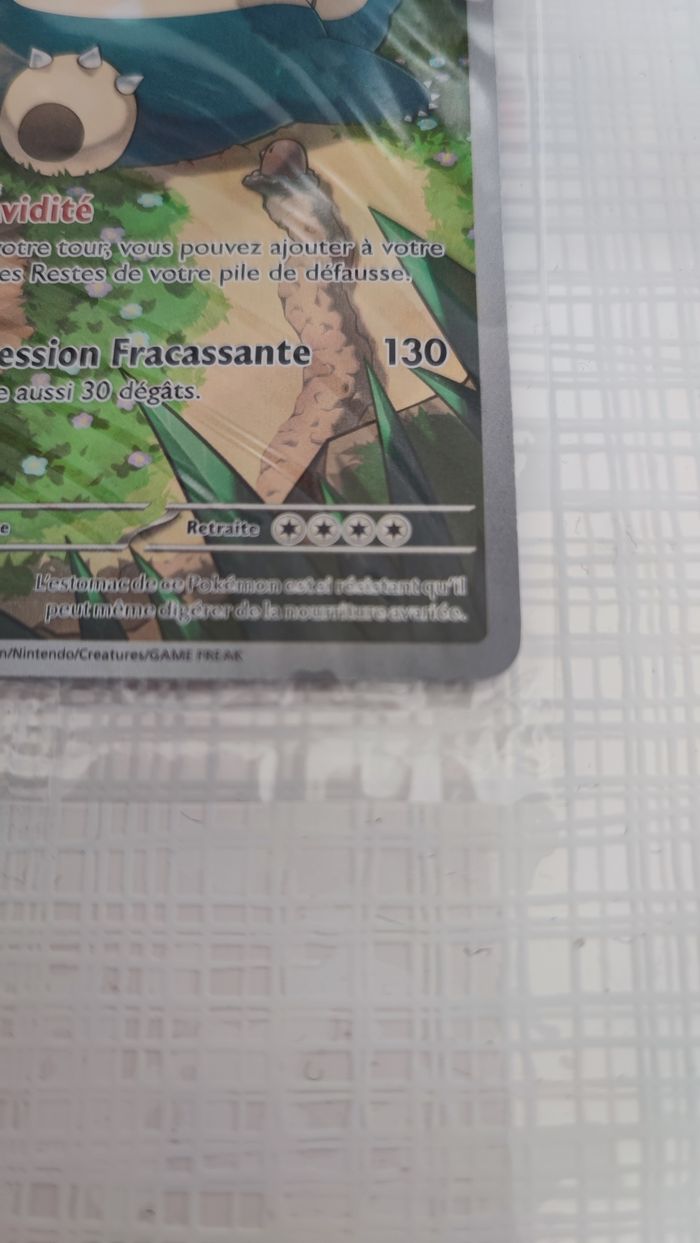 vidité
votre tour, vous pouvez ajouter à votre
es Restes de votre pile de défausse.
ession Fracassante 130
e aussi 30 dégâts.
e Retraite
L'estomac de ce Pokémon est si résistant qu'il
peut même digérer de la nourriture avariée.
n/Nintendo/Creatures/GAME FREAK